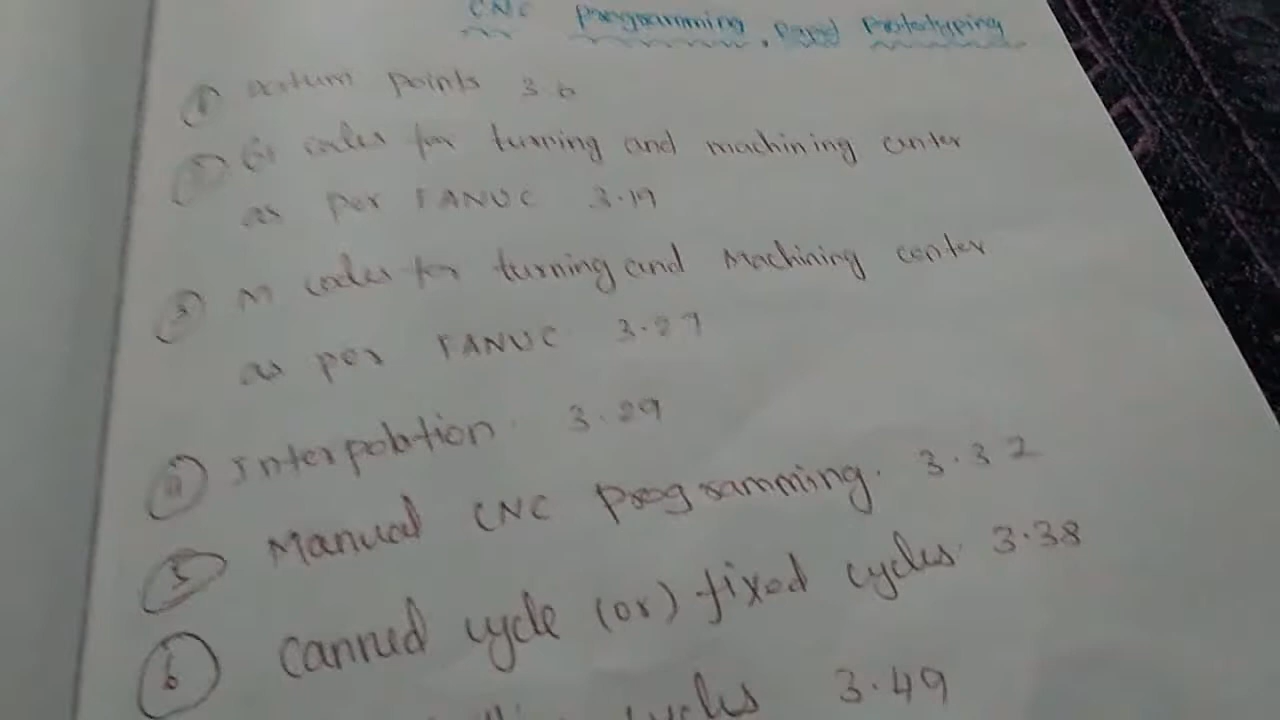 CNC Programming, Rapid Prototyping
① Datum points 3.6
② G codes for turning and machining center
as per FANUC 3.19
③ M codes for turning and Machining center
as per FANUC 3.27
④ Interpolation 3.29
⑤ Manual CNC programming. 3.32
⑥ Canned cycle (or) fixed cycles 3.38
cycles 3.49